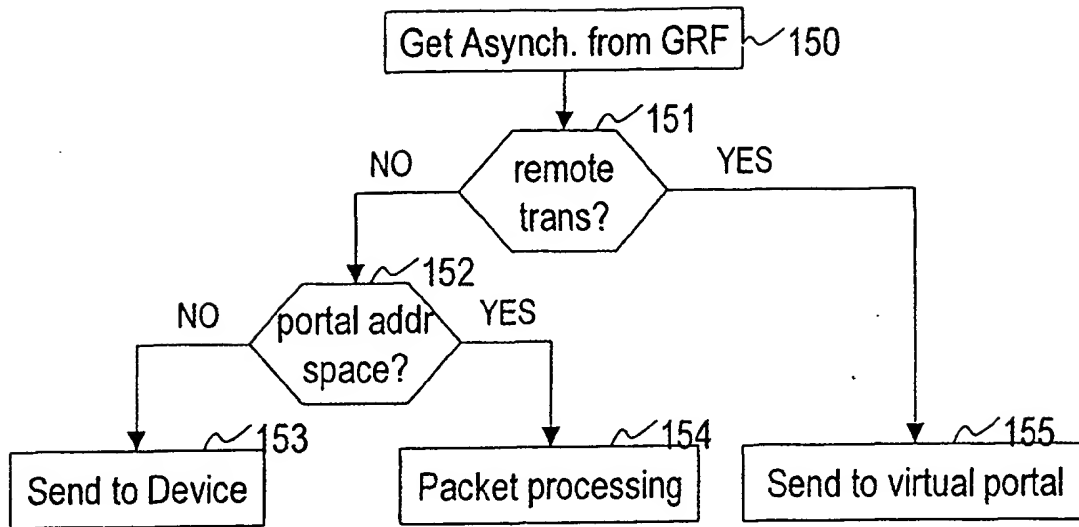 Get Asynch. from GRF 150
151
NO
remote
trans?
YES
152
NO
portal addr
space?
YES
153
Send to Device
154
Packet processing
155
Send to virtual portal